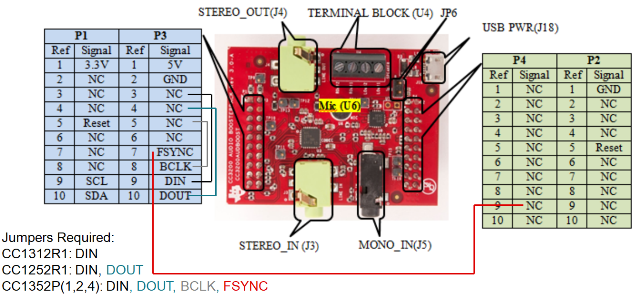 STEREO_OUT(J4)
TERMINAL BLOCK (U4)
JP6
USB PWR(J18)
P1 P3
Ref Signal Ref Signal
1 3.3V 1 5V
2 NC 2 GND
3 NC 3 NC
4 NC 4 NC
5 Reset 5 NC
6 NC 6 NC
7 NC 7 FSYNC
8 NC 8 BCLK
9 SCL 9 DIN
10 SDA 10 DOUT
Mic (U6)
P4 P2
Ref Signal Ref Signal
1 NC 1 GND
2 NC 2 NC
3 NC 3 NC
4 NC 4 NC
5 NC 5 Reset
6 NC 6 NC
7 NC 7 NC
8 NC 8 NC
9 NC 9 NC
10 NC 10 NC
STEREO_IN (J3)
MONO_IN(J5)
Jumpers Required:
CC1312R1: DIN
CC1252R1: DIN, DOUT
CC1352P(1,2,4): DIN, DOUT, BCLK, FSYNC